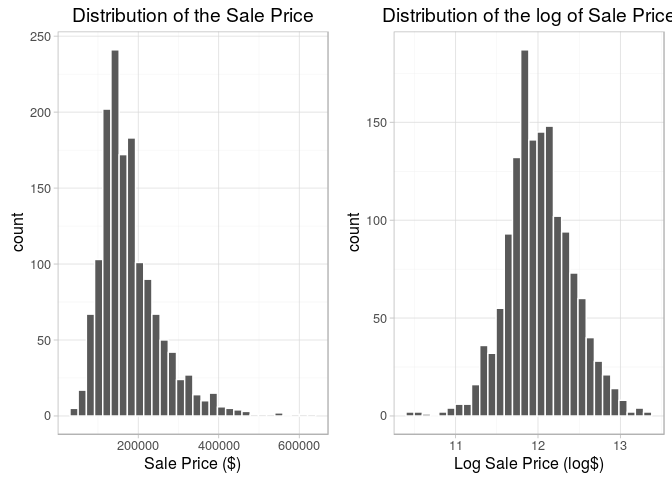 Distribution of the Sale Price
250
200
150
100
50
0
count
200000 400000 600000
Sale Price ($)
Distribution of the log of Sale Price
150
100
50
0
count
11 12 13
Log Sale Price (log$)